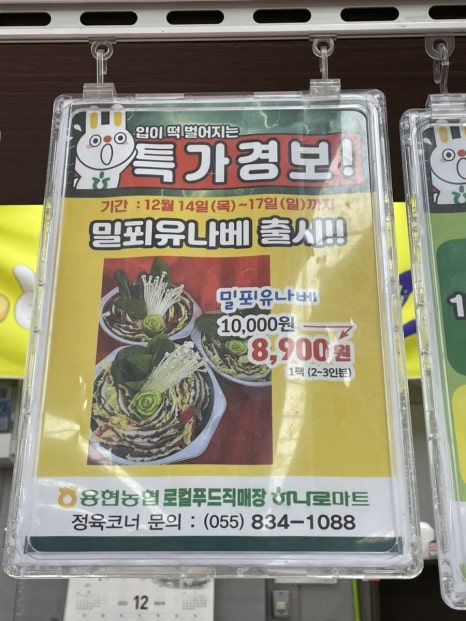 입이 떡 벌어지는
특가경보!
기간 : 12월 14일(목) ~17일(일)까지
밀푀유나베 출시!!
밀푀유나베
10,000원
8,900원
1팩 (2~3인분)
용현농협 로컬푸드직매장 하나로마트
정육코너 문의 : (055) 834-1088
12